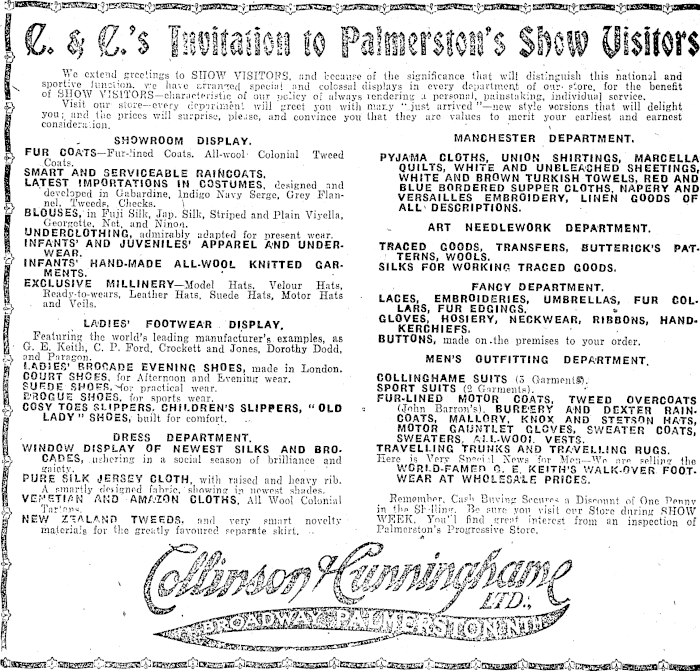 C. & C.'s Invitation to Palmerston's Show Visitors
We extend greetings to SHOW VISITORS, and because of the significance that will distinguish this national and
sportive function, we have arranged special and colossal displays in every department of our store, for the benefit
of SHOW VISITORS—characteristic of our policy of always rendering a personal, painstaking, individual service.
Visit our store—every department will greet you with many "just arrived"—new style versions that will delight
you; and the prices will surprise, please, and convince you that they are values to merit your earliest and earnest
consideration.
SHOWROOM DISPLAY.
FUR COATS—Fur-lined Coats. All-wool Colonial Tweed
Coats.
SMART AND SERVICEABLE RAINCOATS.
LATEST IMPORTATIONS IN COSTUMES, designed and
developed in Gabardine, Indigo Navy Serge, Grey Flan-
nel, Tweeds, Checks.
BLOUSES, in Fuji Silk, Jap. Silk, Striped and Plain Viyella,
Georgette, Net, and Ninon.
UNDERCLOTHING, admirably adapted for present wear.
INFANTS' AND JUVENILES' APPAREL AND UNDER-
WEAR.
INFANTS' HAND-MADE ALL-WOOL KNITTED GAR-
MENTS.
EXCLUSIVE MILLINERY—Model Hats, Velour Hats,
Ready-to-wears, Leather Hats, Suede Hats, Motor Hats
and Veils.
LADIES' FOOTWEAR DISPLAY.
Featuring the world's leading manufacturer's examples, as
G. E. Keith, C. P. Ford, Crockett and Jones, Dorothy Dodd,
and Paragon.
LADIES' BROCADE EVENING SHOES, made in London.
COURT SHOES, for Afternoon and Evening wear.
SUEDE SHOES, for practical wear.
BROGUE SHOES, for sports wear.
COSY TOES SLIPPERS. CHILDREN'S SLIPPERS, "OLD
LADY" SHOES, built for comfort.
DRESS DEPARTMENT.
WINDOW DISPLAY OF NEWEST SILKS AND BRO-
CADES, ushering in a social season of brilliance and
gaiety.
PURE SILK JERSEY CLOTH, with raised and heavy rib.
A smartly designed fabric, showing in newest shades.
VENETIAN AND AMAZON CLOTHS, All Wool Colonial
Tartans.
NEW ZEALAND TWEEDS, and very smart novelty
materials for the greatly favoured separate skirt.
MANCHESTER DEPARTMENT.
PYJAMA CLOTHS, UNION SHIRTINGS, MARCELLA
QUILTS, WHITE AND UNBLEACHED SHEETINGS,
WHITE AND BROWN TURKISH TOWELS, RED AND
BLUE BORDERED SUPPER CLOTHS, NAPERY AND
VERSAILLES EMBROIDERY, LINEN GOODS OF
ALL DESCRIPTIONS.
ART NEEDLEWORK DEPARTMENT.
TRACED GOODS, TRANSFERS, BUTTERICK'S PAT-
TERNS, WOOLS.
SILKS FOR WORKING TRACED GOODS.
FANCY DEPARTMENT.
LACES, EMBROIDERIES, UMBRELLAS, FUR COL-
LARS, FUR EDGINGS.
GLOVES, HOSIERY, NECKWEAR, RIBBONS, HAND-
KERCHIEFS.
BUTTONS, made on the premises to your order.
MEN'S OUTFITTING DEPARTMENT.
COLLINGHAME SUITS (3 Garments).
SPORT SUITS (2 Garments).
FUR-LINED MOTOR COATS, TWEED OVERCOATS
(John Barron's), BURBERY AND DEXTER RAIN-
COATS, MALLORY, KNOX AND STETSON HATS,
MOTOR GAUNTLET GLOVES, SWEATER COATS,
SWEATERS, ALL-WOOL VESTS.
TRAVELLING TRUNKS AND TRAVELLING RUGS.
Here is Very Special News for Men—We are selling the
WORLD-FAMED G. E. KEITH'S WALK-OVER FOOT-
WEAR AT WHOLESALE PRICES.
Remember, Cash Buying Secures a Discount of One Penny
in the Shilling. Be sure you visit our Store during SHOW
WEEK. You'll find great interest from an inspection of
Palmerston's Progressive Store.
Collinson & Cunninghame
LTD.,
BROADWAY PALMERSTON NTH